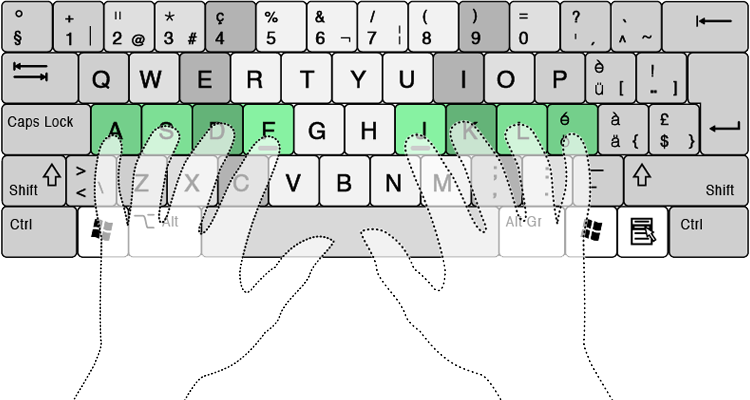 ° + " * ç % & / ( ) = ? `
§ 1 | 2 @ 3 # 4 5 6 ¬ 7 ¦ 8 9 0 ' ´ ^ ~
Q W E R T Y U I O P è ü [ ! ¨ ]
Caps Lock A S D F G H J K L é ö à ä { £ $ }
Shift > < \ Z X C V B N M ; : _ - Shift
Ctrl Alt Alt Gr Ctrl